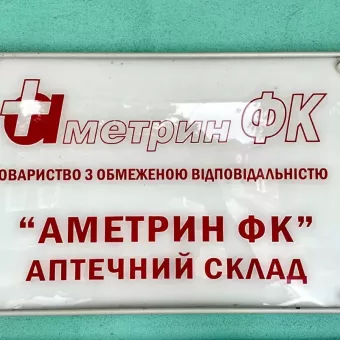 аметрин ФК
ОВАРИСТВО З ОБМЕЖЕНОЮ ВІДПОВІДАЛЬНІСТЮ
“АМЕТРИН ФК”
АПТЕЧНИЙ СКЛАД